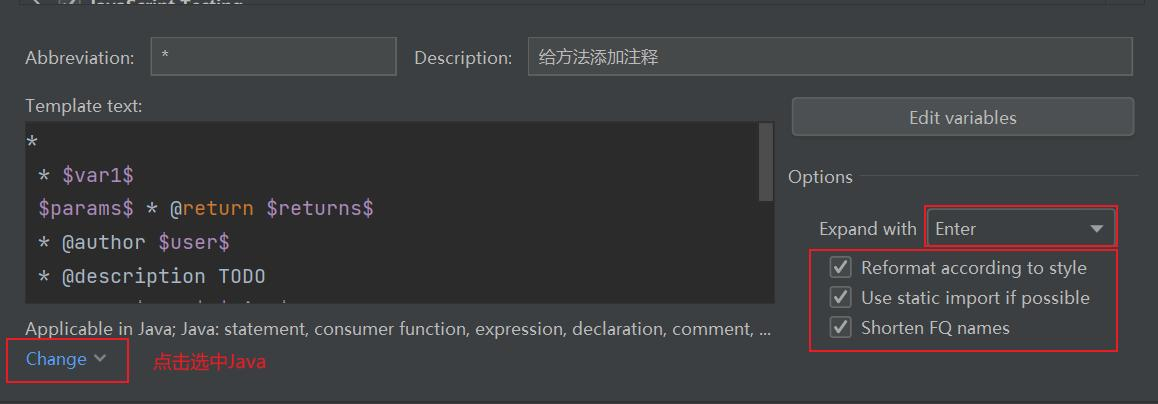 JavaScript Testing
Abbreviation: * Description: 给方法添加注释
Template text:
*
* $var1$
$params$ * @return $returns$
* @author $user$
* @description TODO
Edit variables
Options
Expand with Enter
Reformat according to style
Use static import if possible
Shorten FQ names
Applicable in Java; Java: statement, consumer function, expression, declaration, comment, ...
Change 点击选中Java